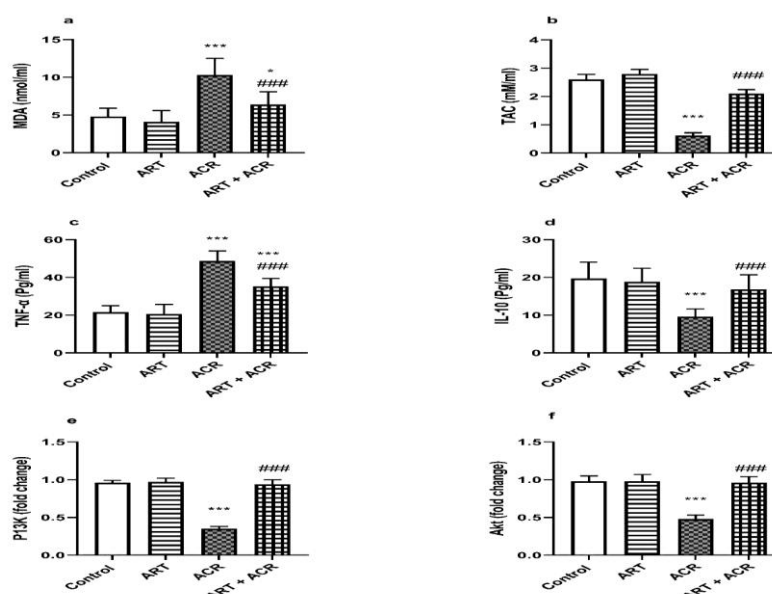 a
MDA (nmol/ml)
15
10
5
0
***
*
###
Control
ART
ACR
ART + ACR
b
TAC (mM/ml)
4
3
2
1
0
***
###
Control
ART
ACR
ART + ACR
c
TNF-α (Pg/ml)
60
40
20
0
***
***
###
Control
ART
ACR
ART + ACR
d
IL-10 (Pg/ml)
30
20
10
0
***
###
Control
ART
ACR
ART + ACR
e
P13K (fold change)
1.5
1.0
0.5
0.0
***
###
Control
ART
ACR
ART + ACR
f
Akt (fold change)
1.5
1.0
0.5
0.0
***
###
Control
ART
ACR
ART + ACR